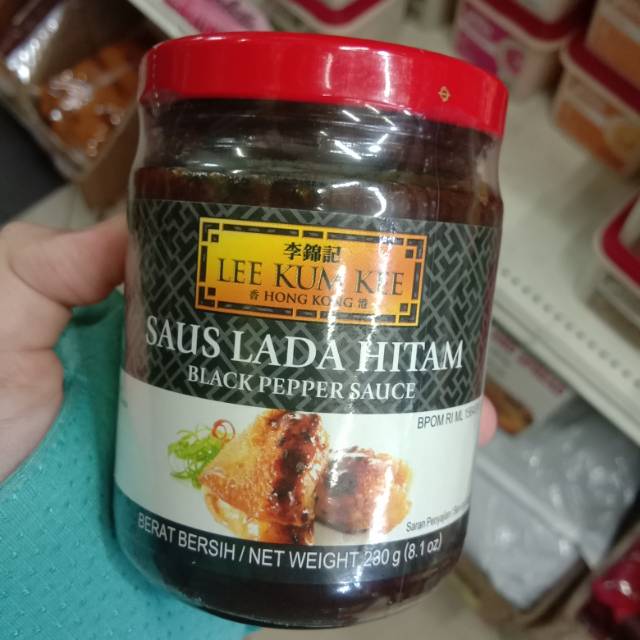 李錦記
LEE KUM KEE
香 HONG KONG 港
SAUS LADA HITAM
BLACK PEPPER SAUCE
BPOM RI ML
Saran Penyajian
BERAT BERSIH / NET WEIGHT 230 g (8.1 oz)